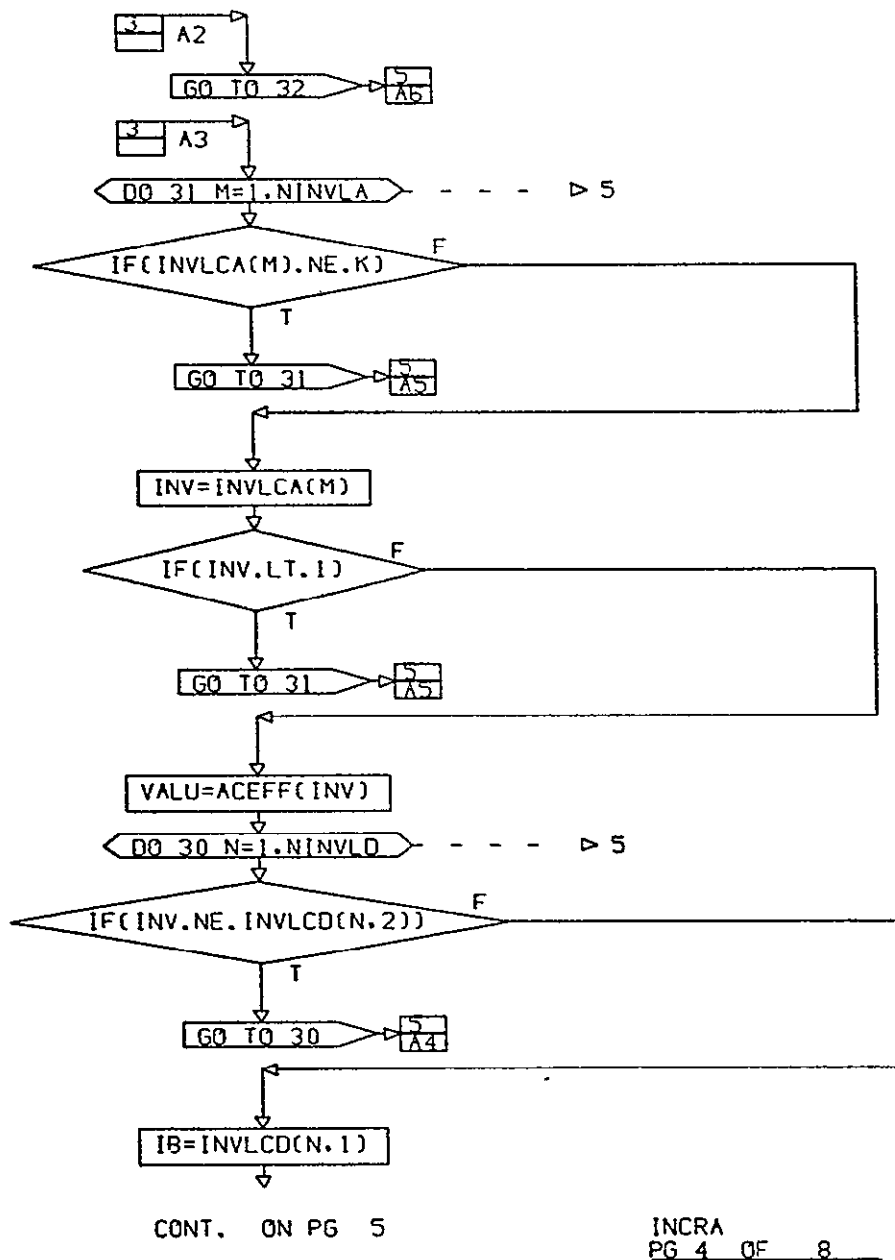 3 A2
GO TO 32
5
A6
3 A3
DO 31 M=1.NINVLA
5
IF(INVLCA(M).NE.K)
F
T
GO TO 31
5
A5
INV=INVLCA(M)
IF(INV.LT.1)
F
T
GO TO 31
5
A5
VALU=ACEFF(INV)
DO 30 N=1.NINVLD
5
IF(INV.NE.INVLCD(N.2))
F
T
GO TO 30
5
A4
IB=INVLCD(N.1)
CONT. ON PG 5
INCRA
PG 4 OF 8